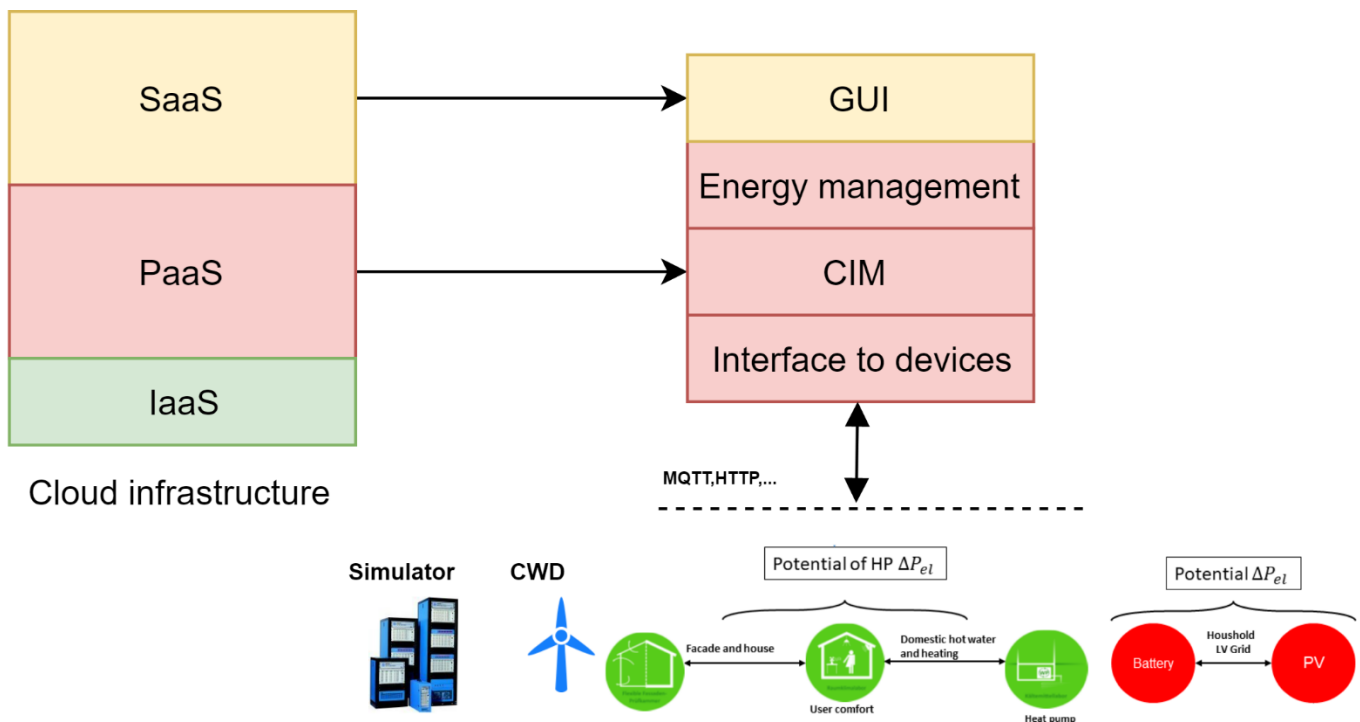 SaaS
PaaS
IaaS
Cloud infrastructure
GUI
Energy management
CIM
Interface to devices
MQTT,HTTP,...
Simulator
CWD
Potential of HP ΔP_el
Facade and house
User comfort
Domestic hot water
and heating
Heat pump
Potential ΔP_el
Battery
Houshold
LV Grid
PV